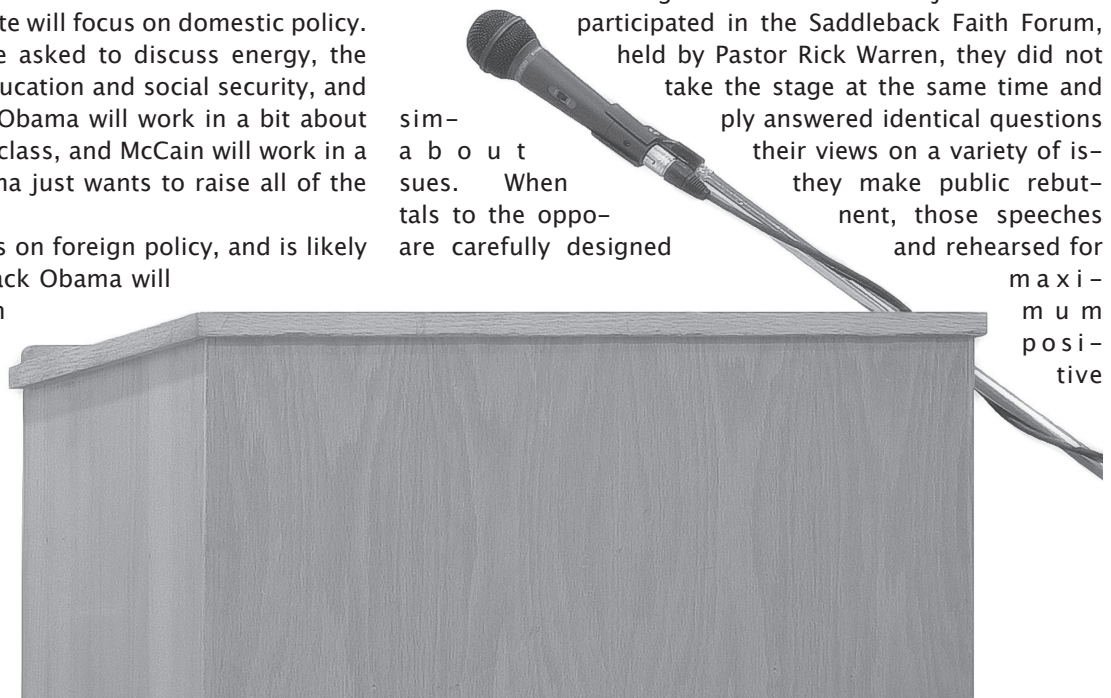 te will focus on domestic policy.
e asked to discuss energy, the
ucation and social security, and
Obama will work in a bit about
class, and McCain will work in a
ma just wants to raise all of the
s on foreign policy, and is likely
ack Obama will
n
participated in the Saddleback Faith Forum,
held by Pastor Rick Warren, they did not
take the stage at the same time and
sim- ply answered identical questions
about their views on a variety of is-
sues. When they make public rebut-
tals to the oppo- nent, those speeches
are carefully designed and rehearsed for
maxi-
mum
posi-
tive